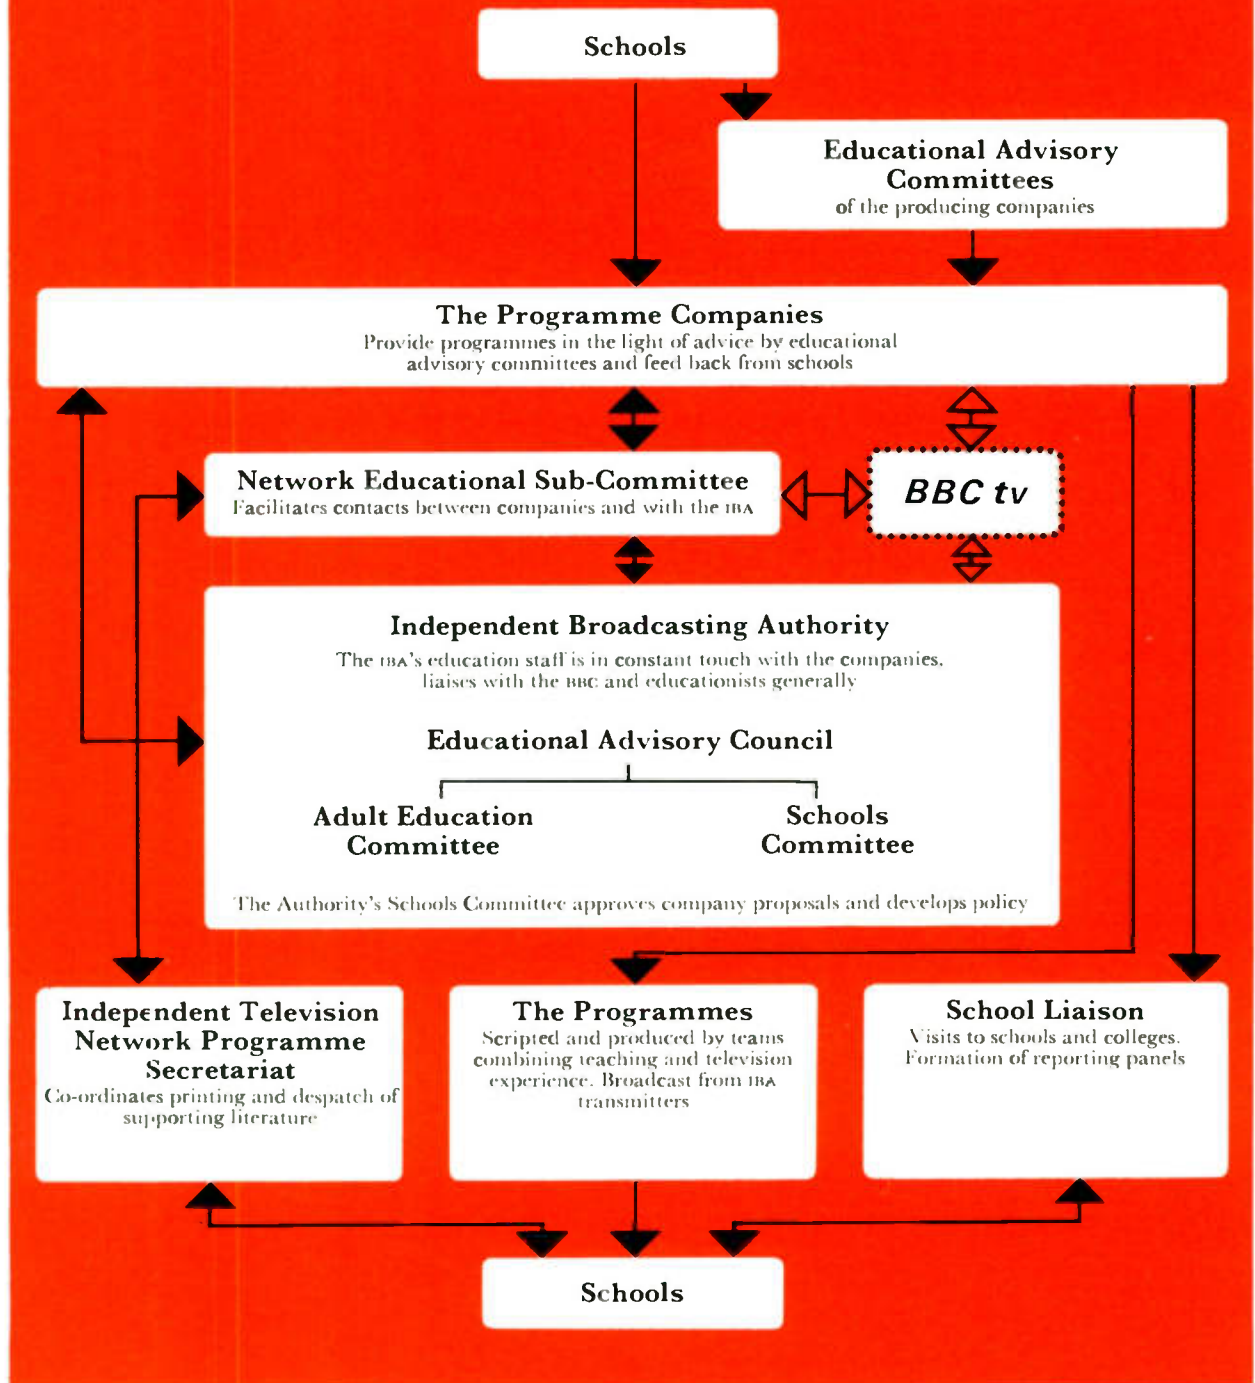 Schools
Educational Advisory
Committees
of the producing companies
The Programme Companies
Provide programmes in the light of advice by educational
advisory committees and feed back from schools
Network Educational Sub-Committee
Facilitates contacts between companies and with the IBA
BBC tv
Independent Broadcasting Authority
The IBA's education staff is in constant touch with the companies,
liaises with the BBC and educationists generally
Educational Advisory Council
Adult Education
Committee
Schools
Committee
The Authority's Schools Committee approves company proposals and develops policy
Independent Television
Network Programme
Secretariat
Co-ordinates printing and despatch of
supporting literature
The Programmes
Scripted and produced by teams
combining teaching and television
experience. Broadcast from IBA
transmitters
School Liaison
Visits to schools and colleges.
Formation of reporting panels
Schools